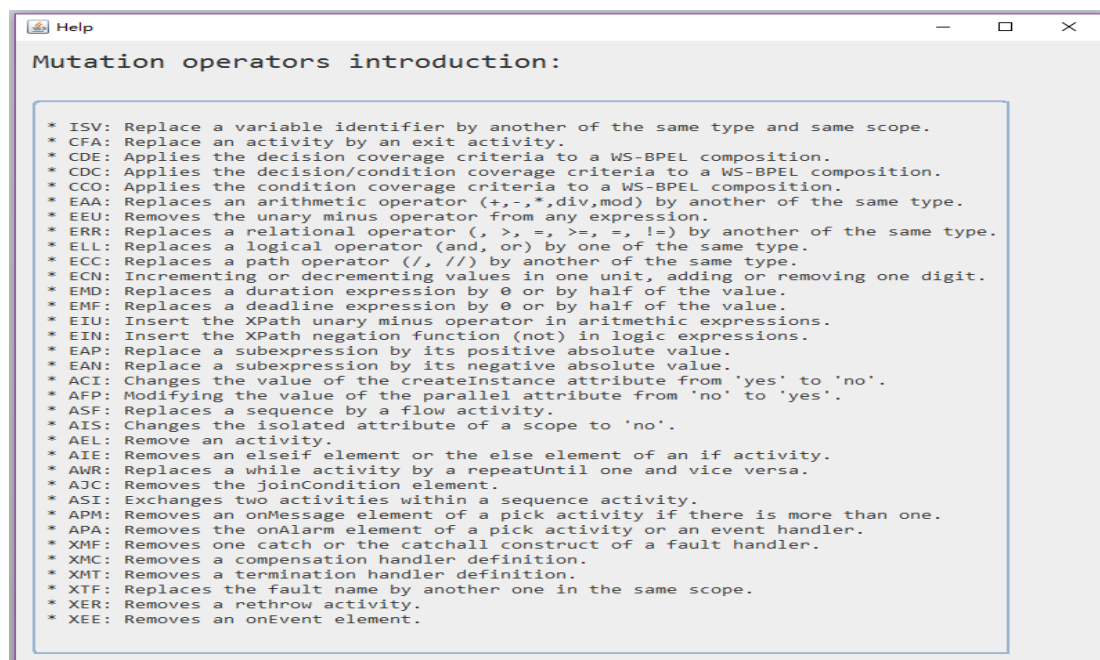 Help
Mutation operators introduction:
* ISV: Replace a variable identifier by another of the same type and same scope.
* CFA: Replace an activity by an exit activity.
* CDE: Applies the decision coverage criteria to a WS-BPEL composition.
* CDC: Applies the decision/condition coverage criteria to a WS-BPEL composition.
* CCO: Applies the condition coverage criteria to a WS-BPEL composition.
* EAA: Replaces an arithmetic operator (+,-,*,div,mod) by another of the same type.
* EEU: Removes the unary minus operator from any expression.
* ERR: Replaces a relational operator (, >, =, >=, =, !=) by another of the same type.
* ELL: Replaces a logical operator (and, or) by one of the same type.
* ECC: Replaces a path operator (/, //) by another of the same type.
* ECN: Incrementing or decrementing values in one unit, adding or removing one digit.
* EMD: Replaces a duration expression by 0 or by half of the value.
* EMF: Replaces a deadline expression by 0 or by half of the value.
* EIU: Insert the XPath unary minus operator in aritmethic expressions.
* EIN: Insert the XPath negation function (not) in logic expressions.
* EAP: Replace a subexpression by its positive absolute value.
* EAN: Replace a subexpression by its negative absolute value.
* ACI: Changes the value of the createInstance attribute from 'yes' to 'no'.
* AFP: Modifying the value of the parallel attribute from 'no' to 'yes'.
* ASF: Replaces a sequence by a flow activity.
* AIS: Changes the isolated attribute of a scope to 'no'.
* AEL: Remove an activity.
* AIE: Removes an elseif element or the else element of an if activity.
* AWR: Replaces a while activity by a repeatUntil one and vice versa.
* AJC: Removes the joinCondition element.
* ASI: Exchanges two activities within a sequence activity.
* APM: Removes an onMessage element of a pick activity if there is more than one.
* APA: Removes the onAlarm element of a pick activity or an event handler.
* XMF: Removes one catch or the catchall construct of a fault handler.
* XMC: Removes a compensation handler definition.
* XMT: Removes a termination handler definition.
* XTF: Replaces the fault name by another one in the same scope.
* XER: Removes a rethrow activity.
* XEE: Removes an onEvent element.